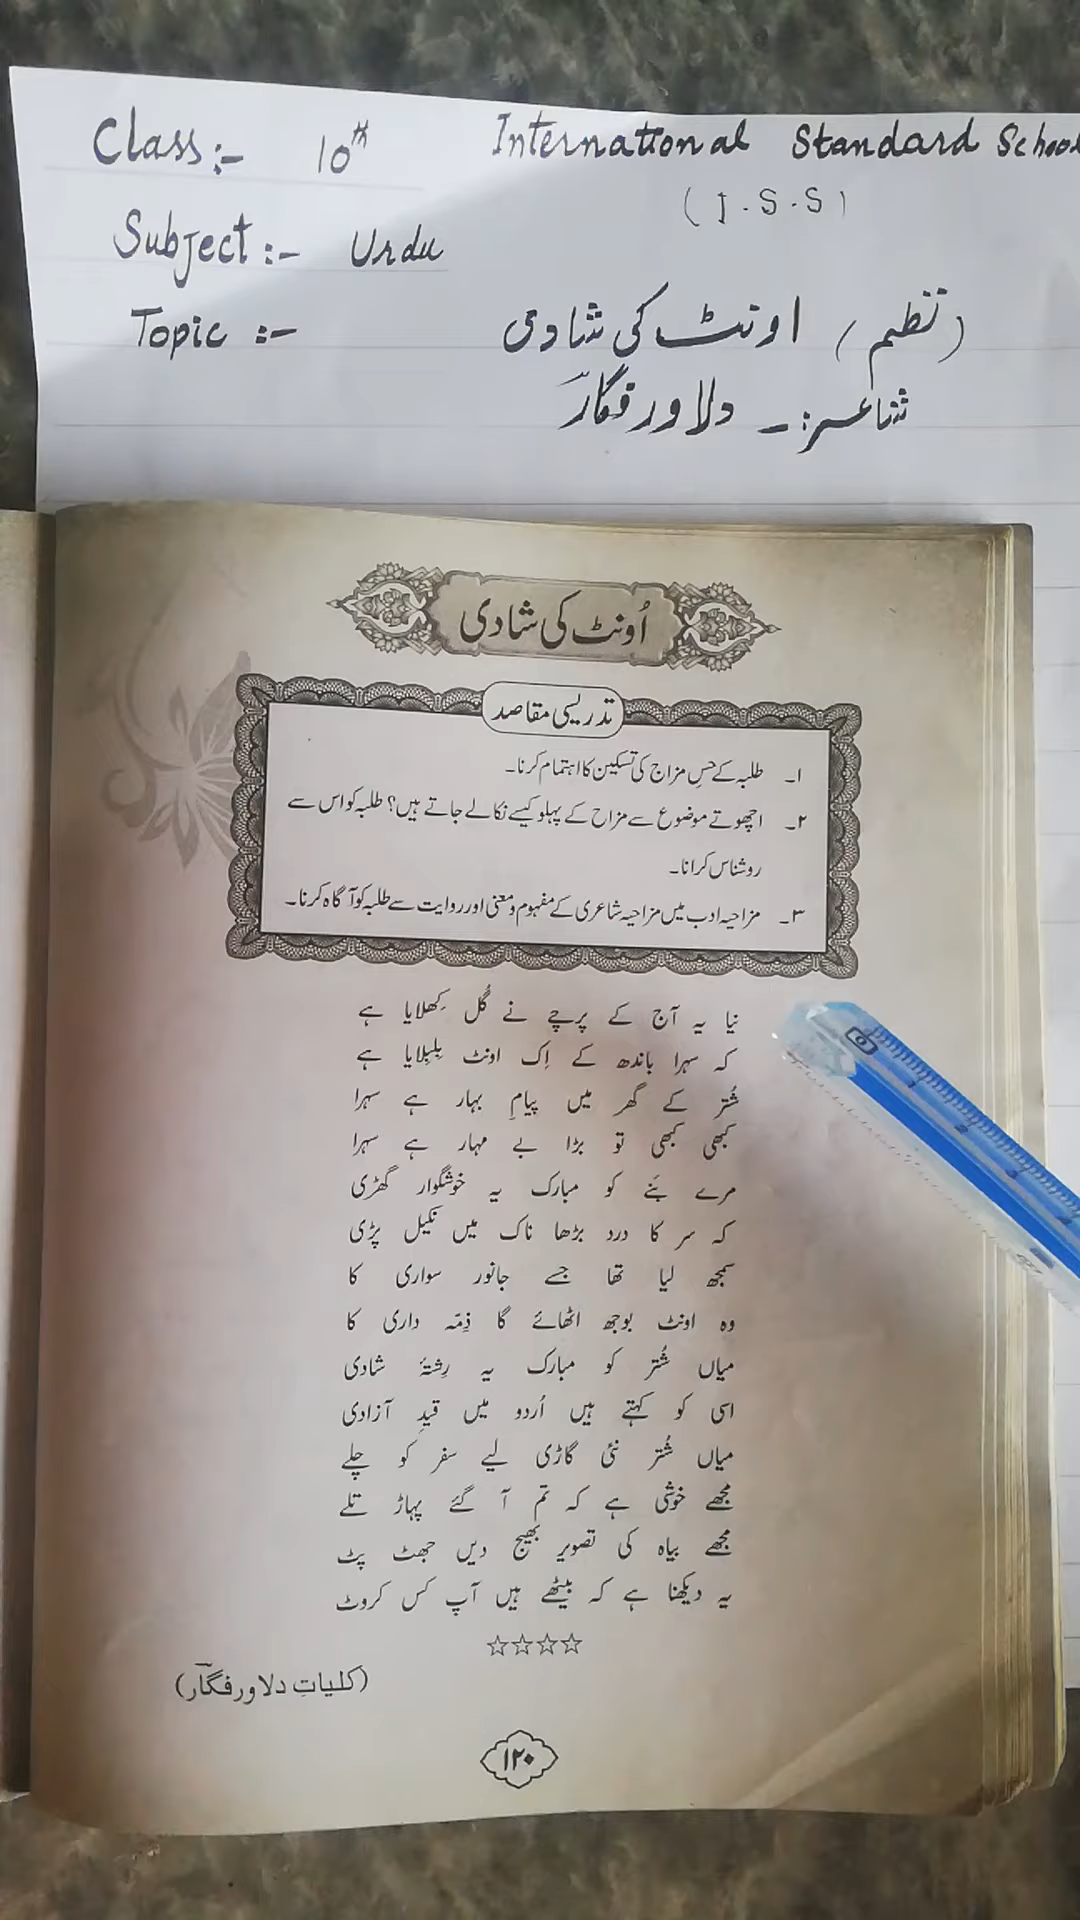 Class:- 10th International Standard School
(I.S.S)
Subject:- Urdu
Topic:- (نظم) اونٹ کی شادی
شاعر:۔ دلاور فگار
اُونٹ کی شادی
تدریسی مقاصد
۱۔ طلبہ کے حسِ مزاح کی تسکین کا اہتمام کرنا۔
۲۔ اچھوتے موضوع سے مزاح کے پہلو کیسے نکالے جاتے ہیں؟ طلبہ کو اس سے
روشناس کرانا۔
۳۔ مزاحیہ ادب میں مزاحیہ شاعری کے مفہوم و معنی اور روایت سے طلبہ کو آگاہ کرنا۔
نیا یہ آج کے پرچے نے گُل کِھلایا ہے
کہ سہرا باندھ کے اِک اونٹ بِلبِلایا ہے
شُتر کے گھر میں پیامِ بہار ہے سہرا
کبھی کبھی تو بڑا بے مہار ہے سہرا
مرے بَنّے کو مبارک یہ خوشگوار گھڑی
کہ سر کا درد بڑھا ناک میں نکیل پڑی
سمجھ لیا تھا جسے جانور سواری کا
وہ اونٹ بوجھ اٹھائے گا ذِمّہ داری کا
میاں شُتر کو مبارک یہ رِشتۂ شادی
اسی کو کہتے ہیں اُردو میں قیدِ آزادی
میاں شُتر نئی گاڑی لیے سفر کو چلے
مجھے خوشی ہے کہ تم آ گئے پہاڑ تلے
مجھے بیاہ کی تصویر بھیج دیں جھٹ پٹ
یہ دیکھنا ہے کہ بیٹھے ہیں آپ کس کروٹ
☆☆☆☆
(کلیاتِ دلاور فگار)
۱۲۰